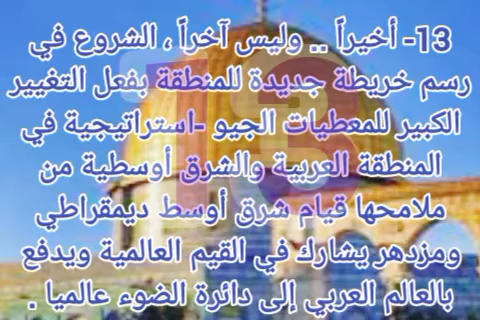 13- أخيراً .. وليس آخراً ، الشروع في
رسم خريطة جديدة للمنطقة بفعل التغيير
الكبير للمعطيات الجيو -استراتيجية في
المنطقة العربية والشرق أوسطية من
ملامحها قيام شرق أوسط ديمقراطي
ومزدهر يشارك في القيم العالمية ويدفع
بالعالم العربي إلى دائرة الضوء عالميا .
13